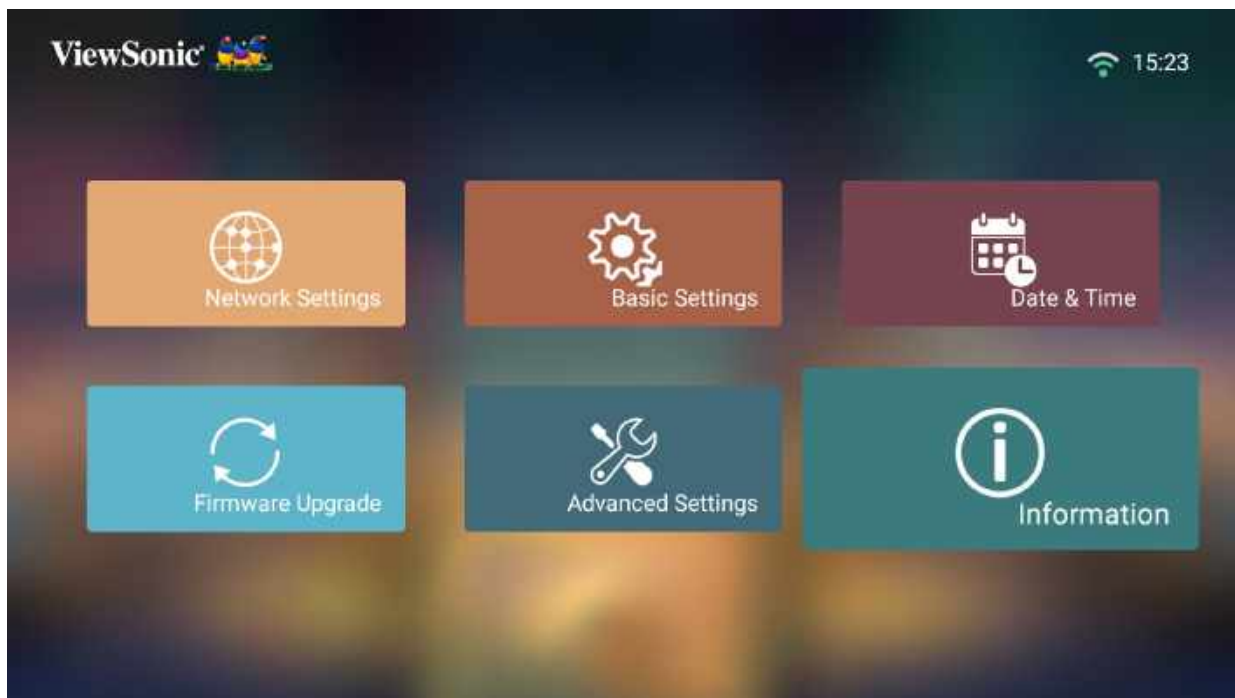 ViewSonic
15:23
Network Settings
Basic Settings
Date & Time
Firmware Upgrade
Advanced Settings
Information